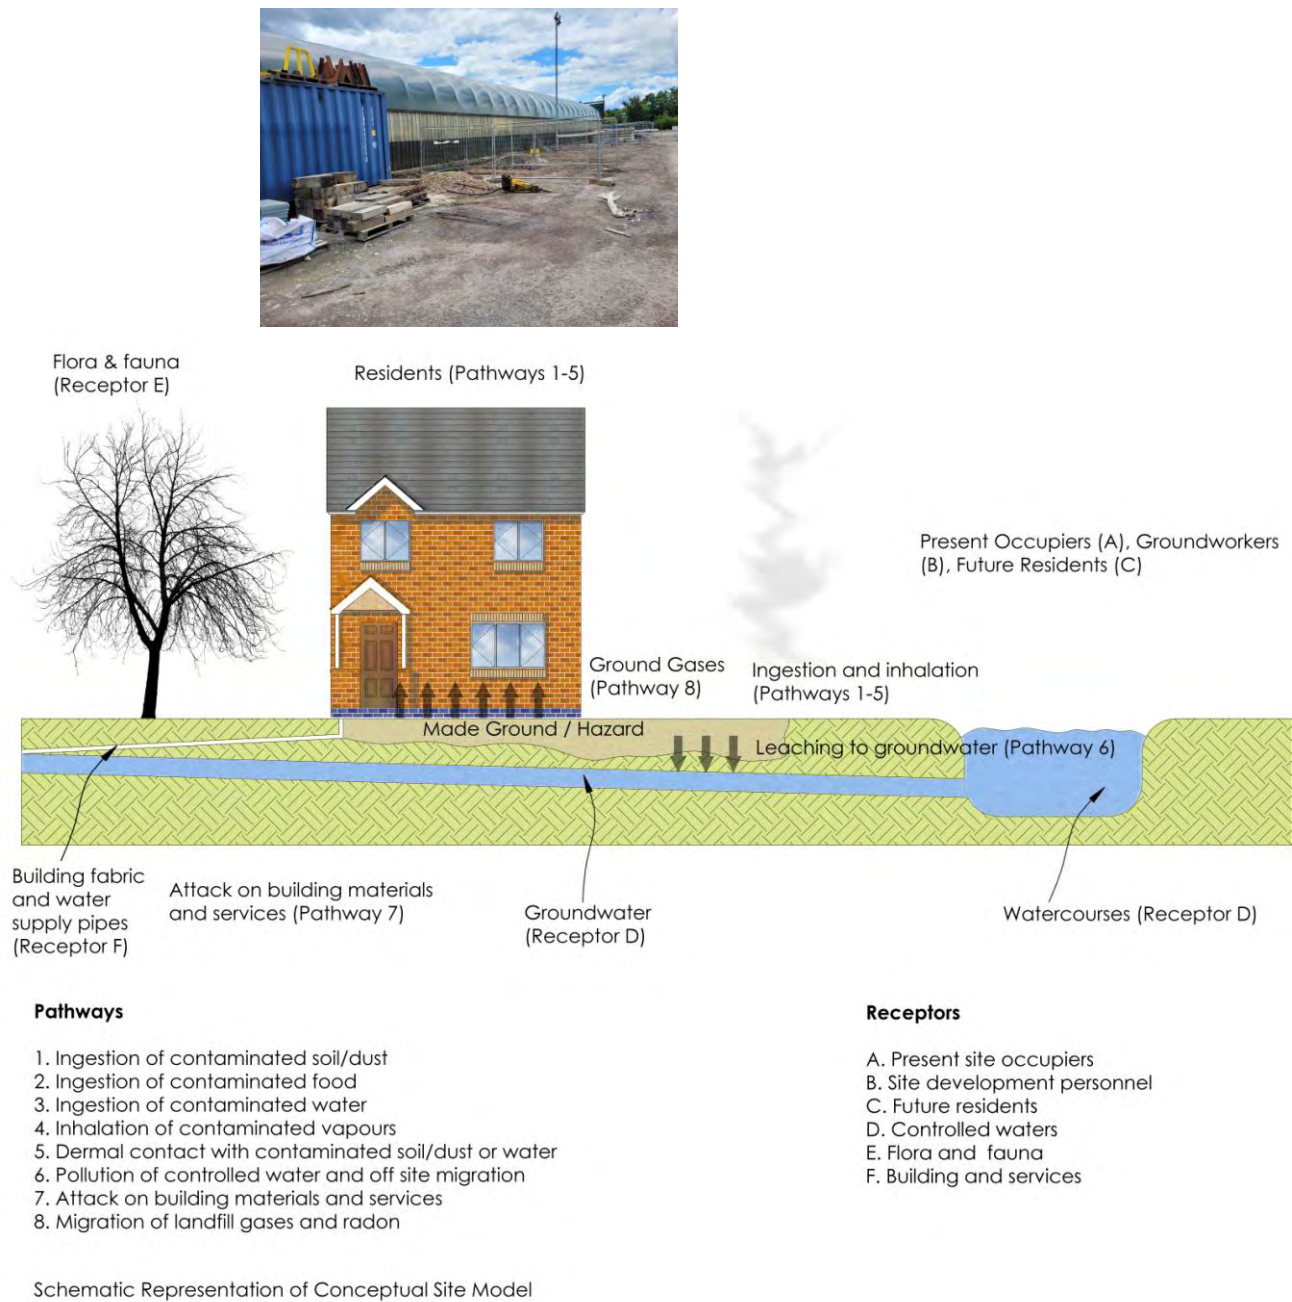 Flora & fauna
(Receptor E)
Residents (Pathways 1-5)
Present Occupiers (A), Groundworkers
(B), Future Residents (C)
Ground Gases
(Pathway 8)
Ingestion and inhalation
(Pathways 1-5)
Made Ground / Hazard
Leaching to groundwater (Pathway 6)
Building fabric
and water
supply pipes
(Receptor F)
Attack on building materials
and services (Pathway 7)
Groundwater
(Receptor D)
Watercourses (Receptor D)
Pathways
1. Ingestion of contaminated soil/dust
2. Ingestion of contaminated food
3. Ingestion of contaminated water
4. Inhalation of contaminated vapours
5. Dermal contact with contaminated soil/dust or water
6. Pollution of controlled water and off site migration
7. Attack on building materials and services
8. Migration of landfill gases and radon
Receptors
A. Present site occupiers
B. Site development personnel
C. Future residents
D. Controlled waters
E. Flora and fauna
F. Building and services
Schematic Representation of Conceptual Site Model